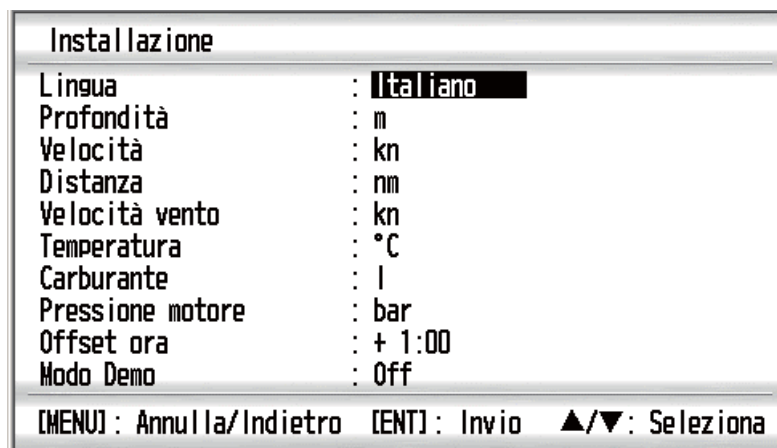 Installazione
Lingua : Italiano
Profondità : m
Velocità : kn
Distanza : nm
Velocità vento : kn
Temperatura : °C
Carburante : l
Pressione motore : bar
Offset ora : + 1:00
Modo Demo : Off
[MENU] : Annulla/Indietro [ENT] : Invio ▲/▼: Seleziona